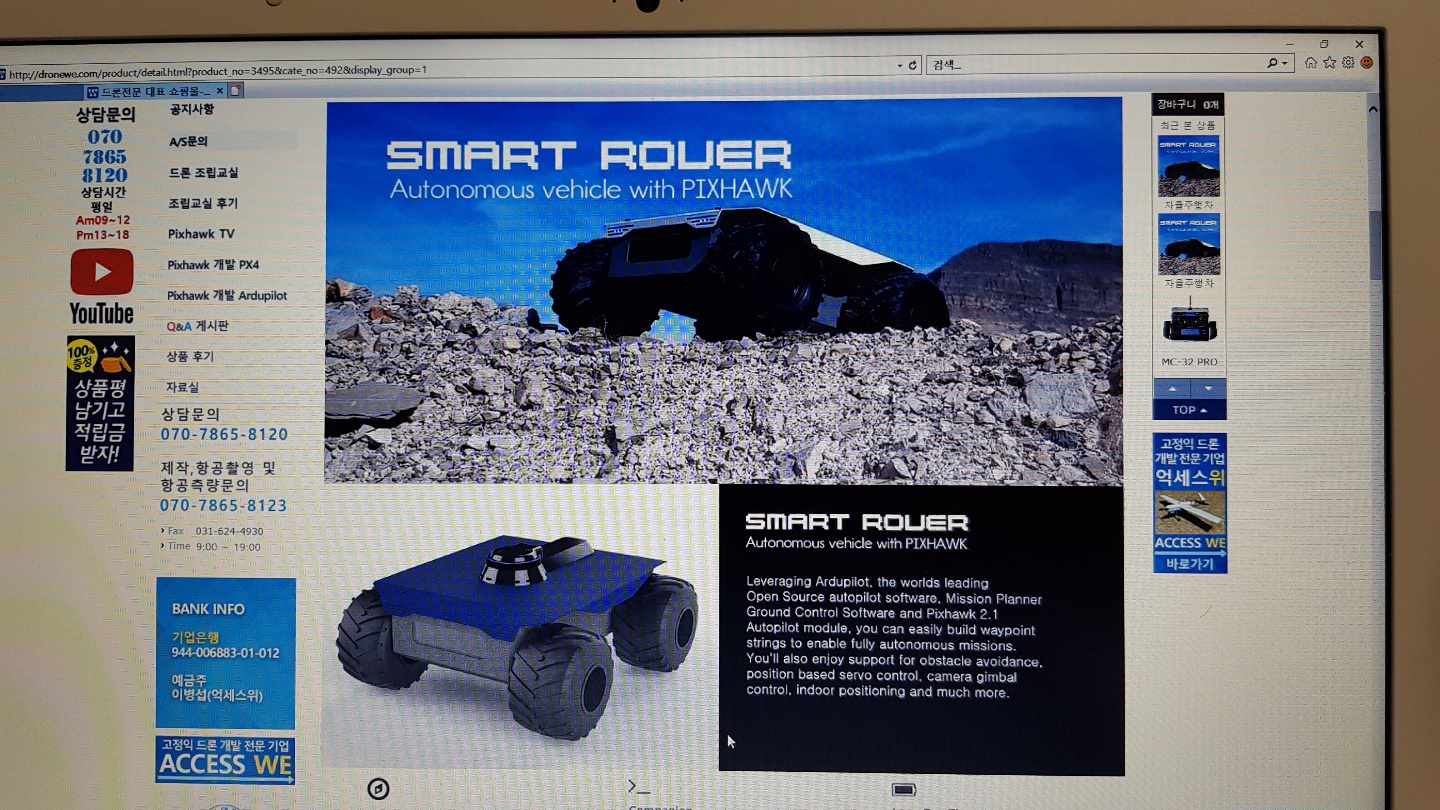 http://dronewe.com/product/detail.html?product_no=3495&cate_no=492&display_group=1
검색...
드론전문 대표 쇼핑몰-...
상담문의
070
7865
8120
상담시간
평일
Am09~12
Pm13~18
YouTube
100%
증정
상품평
남기고
적립금
받자!
공지사항
A/S문의
드론 조립교실
조립교실 후기
Pixhawk TV
Pixhawk 개발 PX4
Pixhawk 개발 Ardupilot
Q&A 게시판
상품 후기
자료실
상담문의
070-7865-8120
제작,항공촬영 및
항공측량문의
070-7865-8123
Fax 031-624-4930
Time 9:00 ~ 19:00
BANK INFO
기업은행
944-006883-01-012
예금주
이병섭(억세스위)
고정익 드론 개발 전문 기업
ACCESS WE
SMART ROVER
Autonomous vehicle with PIXHAWK
SMART ROVER
Autonomous vehicle with PIXHAWK
Leveraging Ardupilot, the worlds leading
Open Source autopilot software, Mission Planner
Ground Control Software and Pixhawk 2.1
Autopilot module, you can easily build waypoint
strings to enable fully autonomous missions.
You'll also enjoy support for obstacle avoidance,
position based servo control, camera gimbal
control, indoor positioning and much more.
장바구니 0개
최근 본 상품
SMART ROVER
자율주행차
SMART ROVER
자율주행차
MC-32 PRO
TOP
고정익 드론
개발 전문 기업
억세스위
ACCESS WE
바로가기